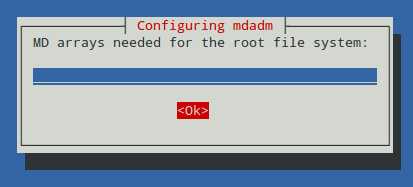 Configuring mdadm
MD arrays needed for the root file system:
<Ok>